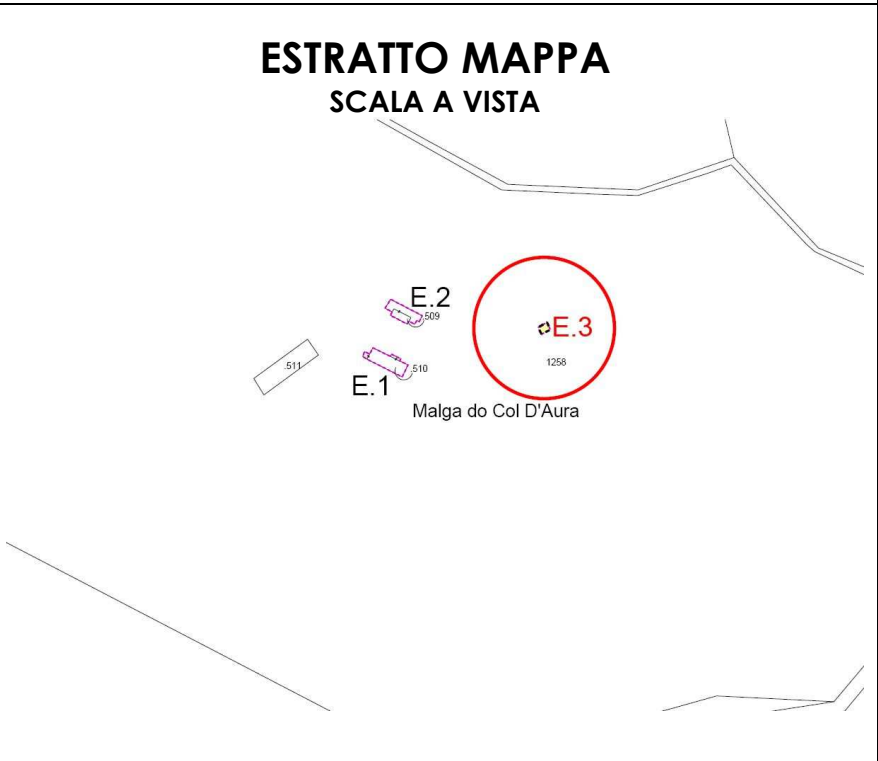 ESTRATTO MAPPA
SCALA A VISTA
E.2
.509
E.3
.511
.510
1258
E.1
Malga do Col D'Aura